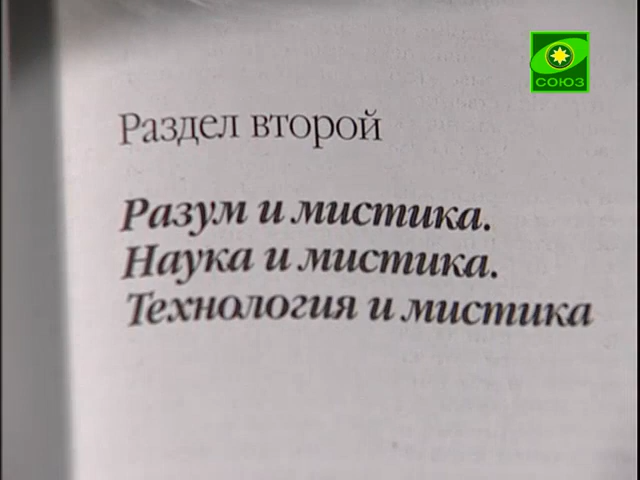 СОЮЗ
Раздел второй
Разум и мистика.
Наука и мистика.
Технология и мистика